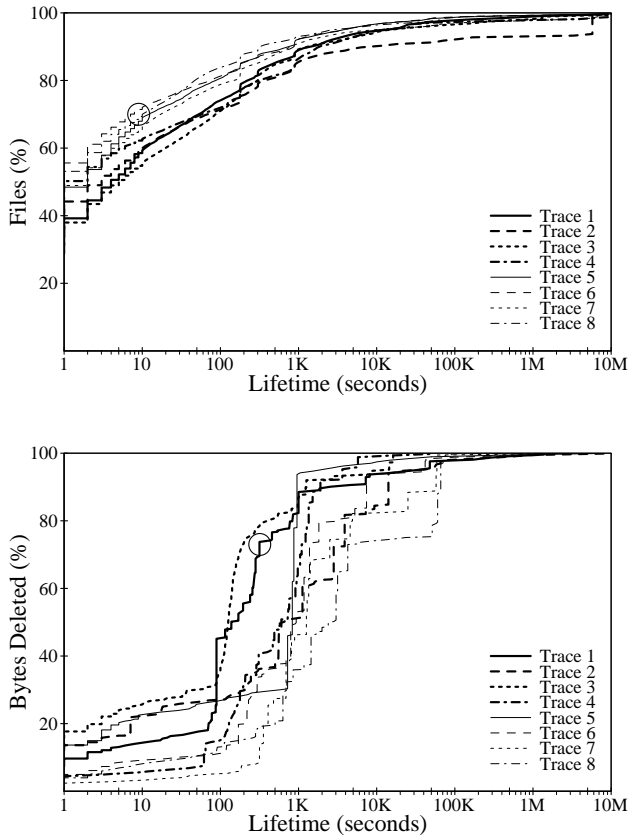 100
80
60
40
20
Files (%)
Trace 1
Trace 2
Trace 3
Trace 4
Trace 5
Trace 6
Trace 7
Trace 8
1 10 100 1K 10K 100K 1M 10M
Lifetime (seconds)
100
80
60
40
20
Bytes Deleted (%)
Trace 1
Trace 2
Trace 3
Trace 4
Trace 5
Trace 6
Trace 7
Trace 8
1 10 100 1K 10K 100K 1M 10M
Lifetime (seconds)